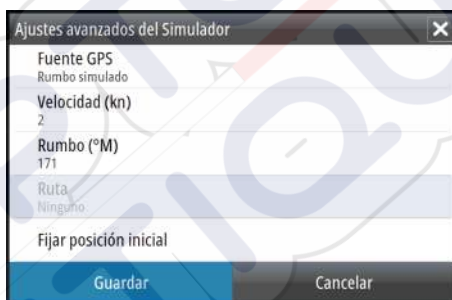 Ajustes avanzados del Simulador
Fuente GPS
Rumbo simulado
Velocidad (kn)
2
Rumbo (°M)
171
Ruta
Ninguno
Fijar posición inicial
Guardar
Cancelar